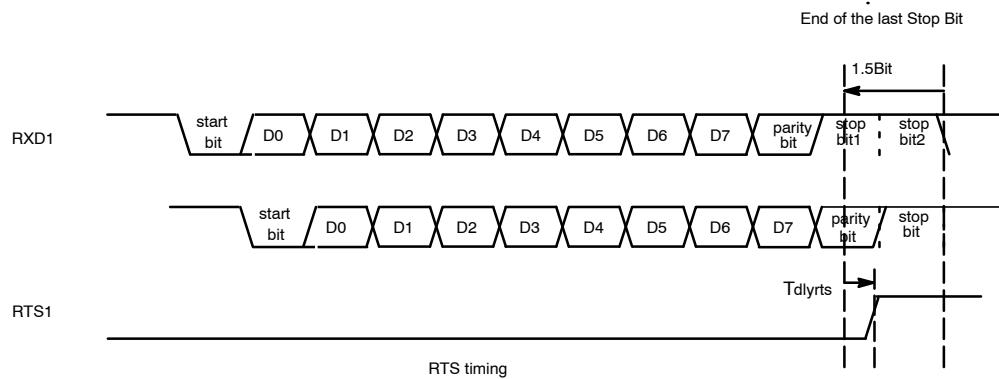 End of the last Stop Bit
1.5Bit
RXD1
start bit
D0
D1
D2
D3
D4
D5
D6
D7
parity bit
stop bit1
stop bit2
start bit
D0
D1
D2
D3
D4
D5
D6
D7
parity bit
stop bit
Tdlyrts
RTS1
RTS timing